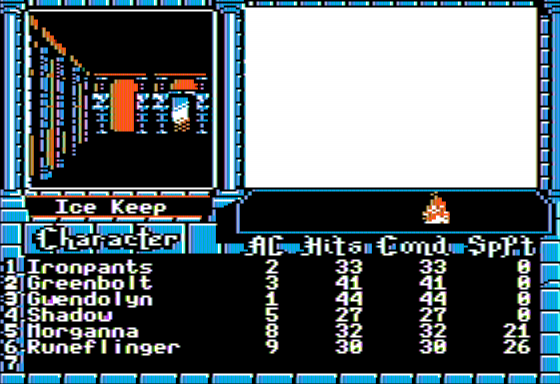 Ice Keep
Character AC Hits Cond SpPt
1 Ironpants 2 33 33 0
2 Greenbolt 3 41 41 0
3 Gwendolyn 1 44 44 0
4 Shadow 5 27 27 0
5 Morganna 8 32 32 21
6 Runeflinger 9 30 30 26
7